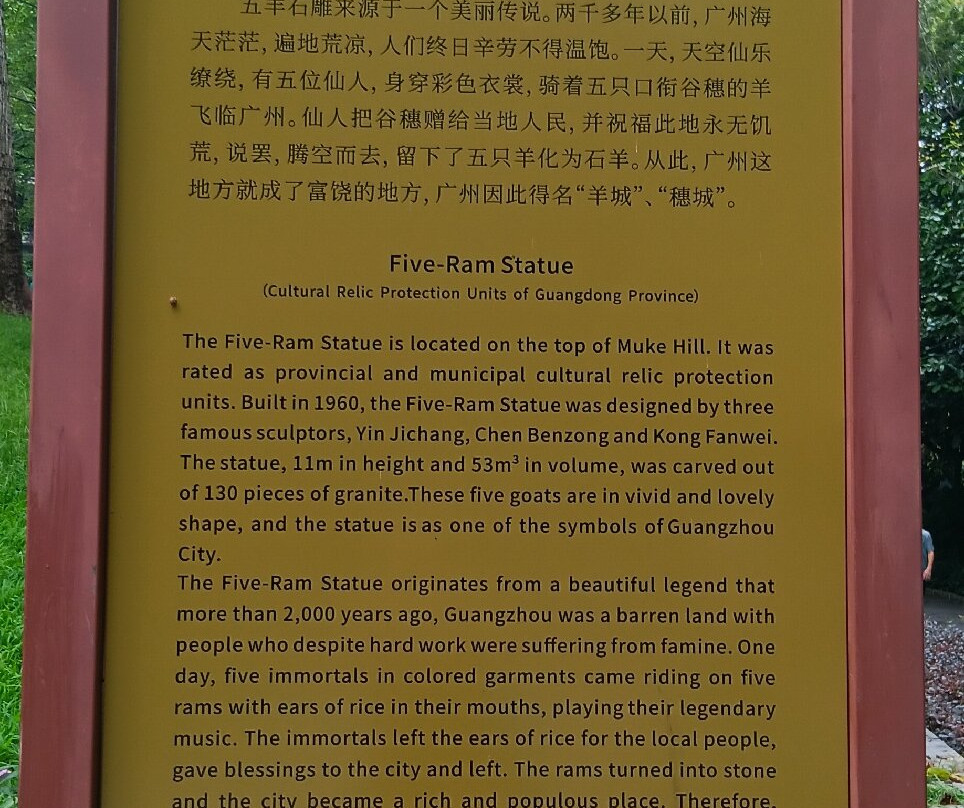 五羊石雕来源于一个美丽传说。两千多年以前,广州海
天茫茫,遍地荒凉,人们终日辛劳不得温饱。一天,天空仙乐
缭绕,有五位仙人,身穿彩色衣裳,骑着五只口衔谷穗的羊
飞临广州。仙人把谷穗赠给当地人民,并祝福此地永无饥
荒,说罢,腾空而去,留下了五只羊化为石羊。从此,广州这
地方就成了富饶的地方,广州因此得名“羊城”、“穗城”。
Five-Ram Statue
(Cultural Relic Protection Units of Guangdong Province)
The Five-Ram Statue is located on the top of Muke Hill. It was
rated as provincial and municipal cultural relic protection
units. Built in 1960, the Five-Ram Statue was designed by three
famous sculptors, Yin Jichang, Chen Benzong and Kong Fanwei.
The statue, 11m in height and 53m³ in volume, was carved out
of 130 pieces of granite.These five goats are in vivid and lovely
shape, and the statue is as one of the symbols of Guangzhou
City.
The Five-Ram Statue originates from a beautiful legend that
more than 2,000 years ago, Guangzhou was a barren land with
people who despite hard work were suffering from famine. One
day, five immortals in colored garments came riding on five
rams with ears of rice in their mouths, playing their legendary
music. The immortals left the ears of rice for the local people,
gave blessings to the city and left. The rams turned into stone
and the city became a rich and populous place. Therefore,